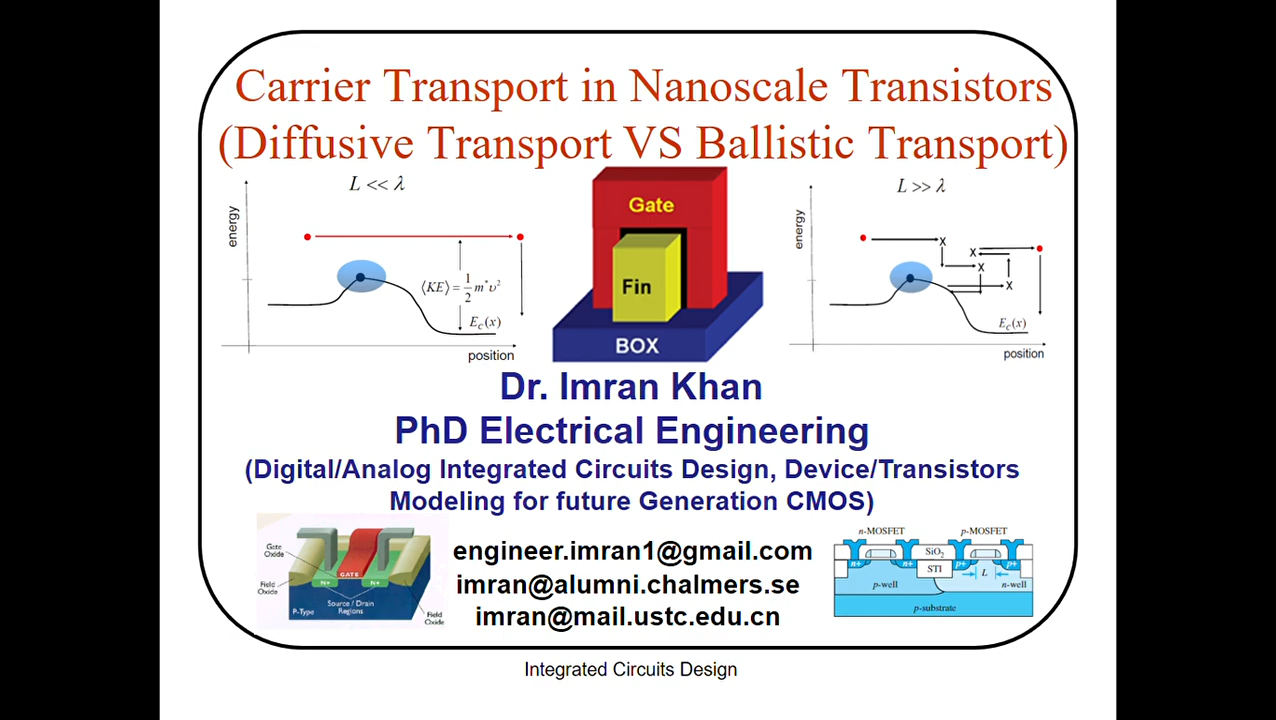 Carrier Transport in Nanoscale Transistors
(Diffusive Transport VS Ballistic Transport)
L << λ
energy
⟨KE⟩ = 1/2 m*υ²
E_C(x)
position
Gate
Fin
BOX
L >> λ
energy
x
x
x
x
E_C(x)
position
Dr. Imran Khan
PhD Electrical Engineering
(Digital/Analog Integrated Circuits Design, Device/Transistors
Modeling for future Generation CMOS)
engineer.imran1@gmail.com
imran@alumni.chalmers.se
imran@mail.ustc.edu.cn
Gate
Oxide
Field
Oxide
GATE
N+
N+
P-Type
Source / Drain
Regions
Field
Oxide
n-MOSFET
p-MOSFET
SiO₂
n+
n+
STI
p+
p+
L
p-well
n-well
p-substrate
Integrated Circuits Design